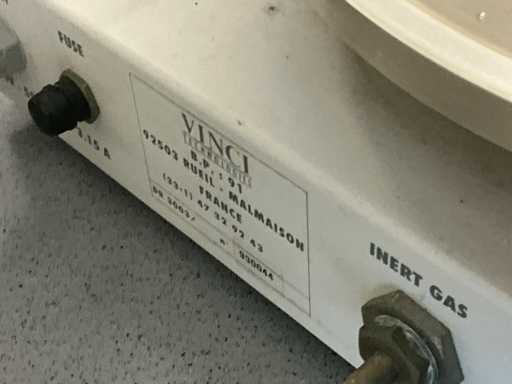 FUSE
3.15 A
VINCI
TECHNOLOGIES
B.P. : 91
92503 RUEIL - MALMAISON
FRANCE
(33-1) 47 32 92 43
n° 930044
INERT GAS